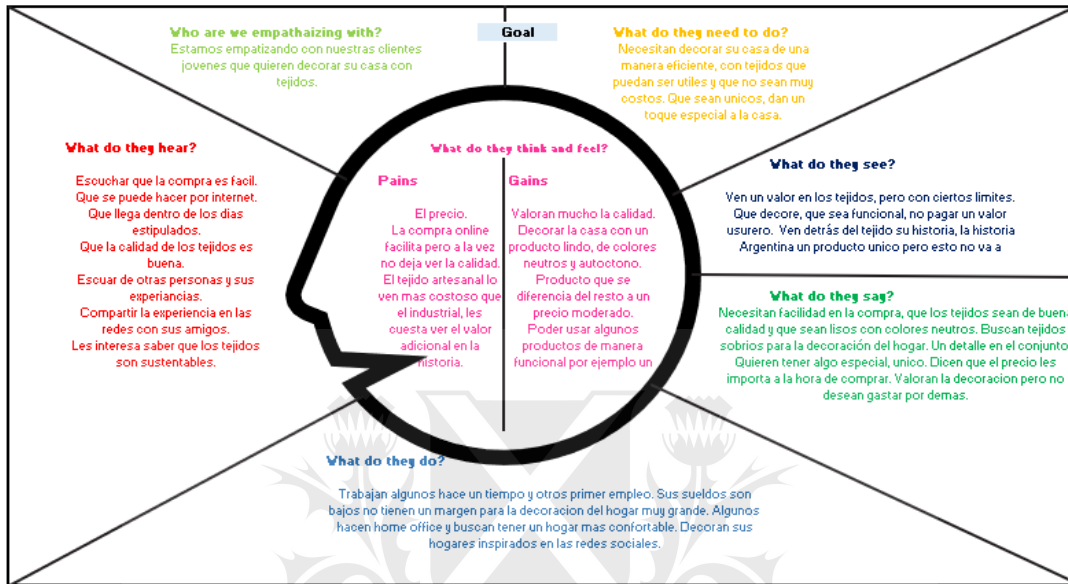 Who are we empathaizing with?
Estamos empatizando con nuestras clientes
jovenes que quieren decorar su casa con
tejidos.
Goal
What do they need to do?
Necesitan decorar su casa de una
manera eficiente, con tejidos que
puedan ser utiles y que no sean muy
costos. Que sean unicos, dan un
toque especial a la casa.
What do they hear?
Escuchar que la compra es facil.
Que se puede hacer por internet.
Que llega dentro de los dias
estipulados.
Que la calidad de los tejidos es
buena.
Escuar de otras personas y sus
experiancias.
Compartir la experiencia en las
redes con sus amigos.
Les interesa saber que los tejidos
son sustentables.
What do they think and feel?
Pains
El precio.
La compra online
facilita pero a la vez
no deja ver la calidad.
El tejido artesanal lo
ven mas costoso que
el industrial, les
cuesta ver el valor
adicional en la
historia.
Gains
Valoran mucho la calidad.
Decorar la casa con un
producto lindo, de colores
neutros y autoctono.
Producto que se
diferencia del resto a un
precio moderado.
Poder usar algunos
productos de manera
funcional por ejemplo un
What do they see?
Ven un valor en los tejidos, pero con ciertos limites.
Que decore, que sea funcional, no pagar un valor
usurero. Ven detrás del tejido su historia, la historia
Argentina un producto unico pero esto no va a
What do they say?
Necesitan facilidad en la compra, que los tejidos sean de buena
calidad y que sean lisos con colores neutros. Buscan tejidos
sobrios para la decoración del hogar. Un detalle en el conjunto.
Quieren tener algo especial, unico. Dicen que el precio les
importa a la hora de comprar. Valoran la decoracion pero no
desean gastar por demas.
What do they do?
Trabajan algunos hace un tiempo y otros primer empleo. Sus sueldos son
bajos no tienen un margen para la decoracion del hogar muy grande. Algunos
hacen home office y buscan tener un hogar mas confortable. Decoran sus
hogares inspirados en las redes sociales.